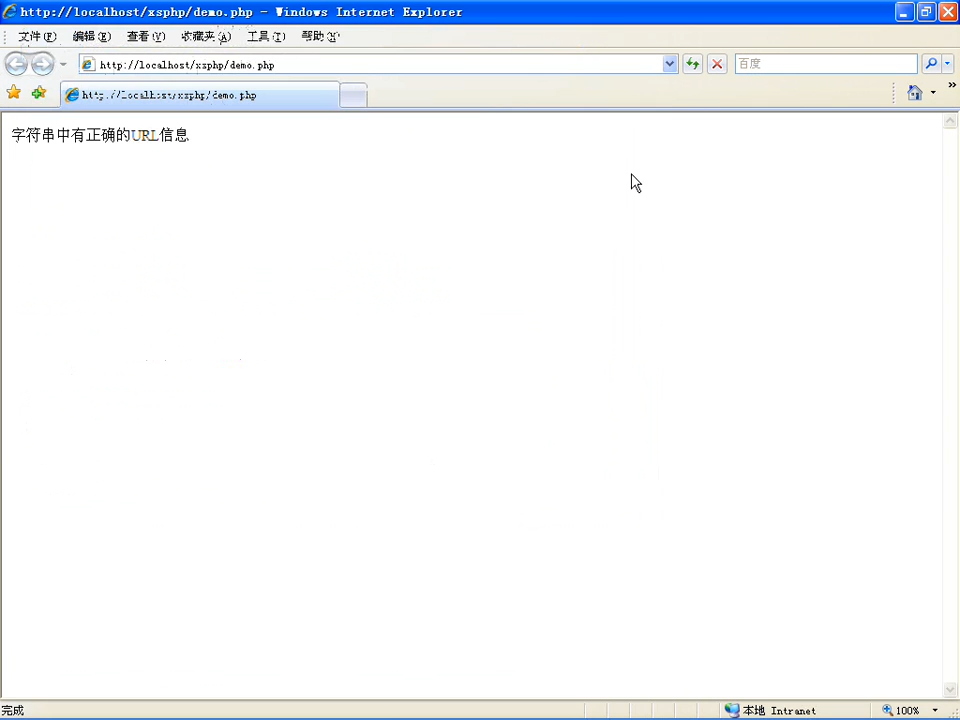 http://localhost/xsphp/demo.php - Windows Internet Explorer
文件(F) 编辑(E) 查看(V) 收藏夹(A) 工具(T) 帮助(H)
http://localhost/xsphp/demo.php 百度
http://localhost/xsphp/demo.php
字符串中有正确的URL信息
完成 本地 Intranet 100%